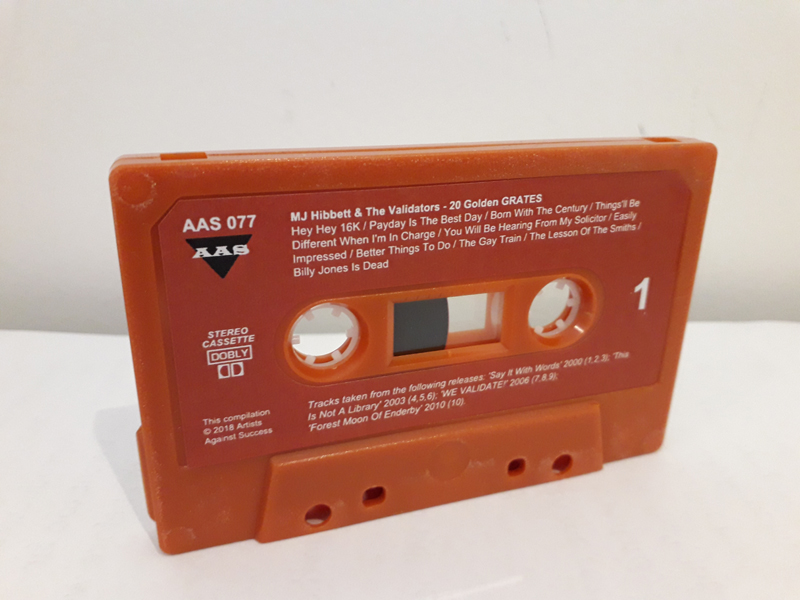 AAS 077
AAS
MJ Hibbett & The Validators - 20 Golden GRATES
Hey Hey 16K / Payday Is The Best Day / Born With The Century / Things'll Be
Different When I'm In Charge / You Will Be Hearing From My Solicitor / Easily
Impressed / Better Things To Do / The Gay Train / The Lesson Of The Smiths /
Billy Jones Is Dead
1
STEREO
CASSETTE
DOBLY
Tracks taken from the following releases: 'Say It With Words' 2000 (1,2,3); 'This
Is Not A Library' 2003 (4,5,6); 'WE VALIDATE!' 2006 (7,8,9);
'Forest Moon Of Enderby' 2010 (10).
This compilation
© 2018 Artists
Against Success